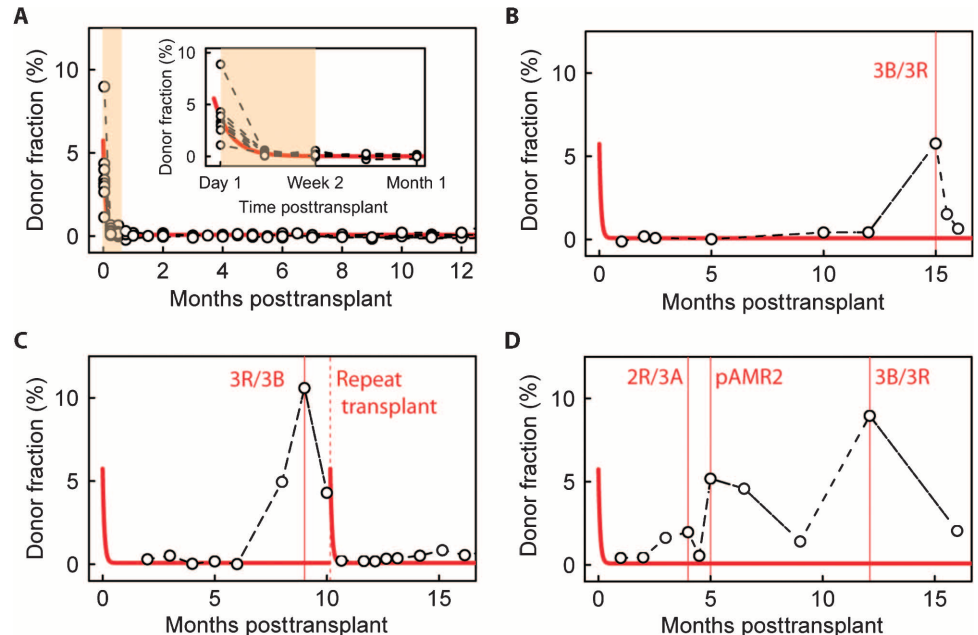 A
Donor fraction (%)
10
5
0
0 2 4 6 8 10 12
Months posttransplant
Donor fraction (%)
10
5
0
Day 1 Week 2 Month 1
Time posttransplant
B
Donor fraction (%)
10
5
0
3B/3R
0 5 10 15
Months posttransplant
C
Donor fraction (%)
10
5
0
3R/3B
Repeat
transplant
0 5 10 15
Months posttransplant
D
Donor fraction (%)
10
5
0
2R/3A pAMR2 3B/3R
0 5 10 15
Months posttransplant